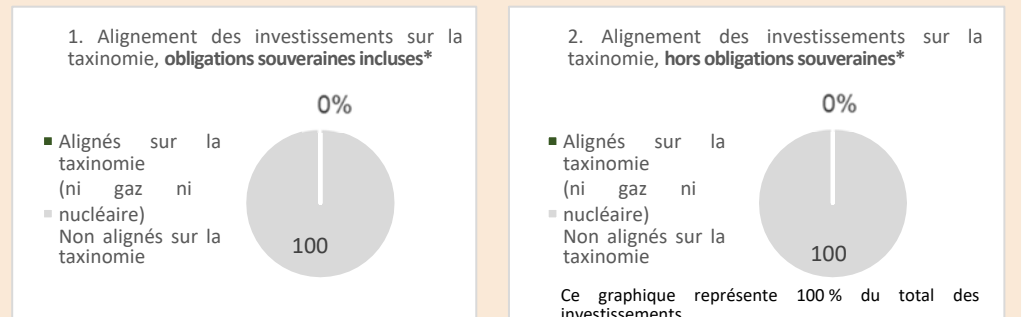 1. Alignement des investissements sur la
taxinomie, obligations souveraines incluses*
0%
Alignés sur la
taxinomie
(ni gaz ni
nucléaire)
Non alignés sur la
taxinomie
100
2. Alignement des investissements sur la
taxinomie, hors obligations souveraines*
0%
Alignés sur la
taxinomie
(ni gaz ni
nucléaire)
Non alignés sur la
taxinomie
100
Ce graphique représente 100 % du total des
investissements